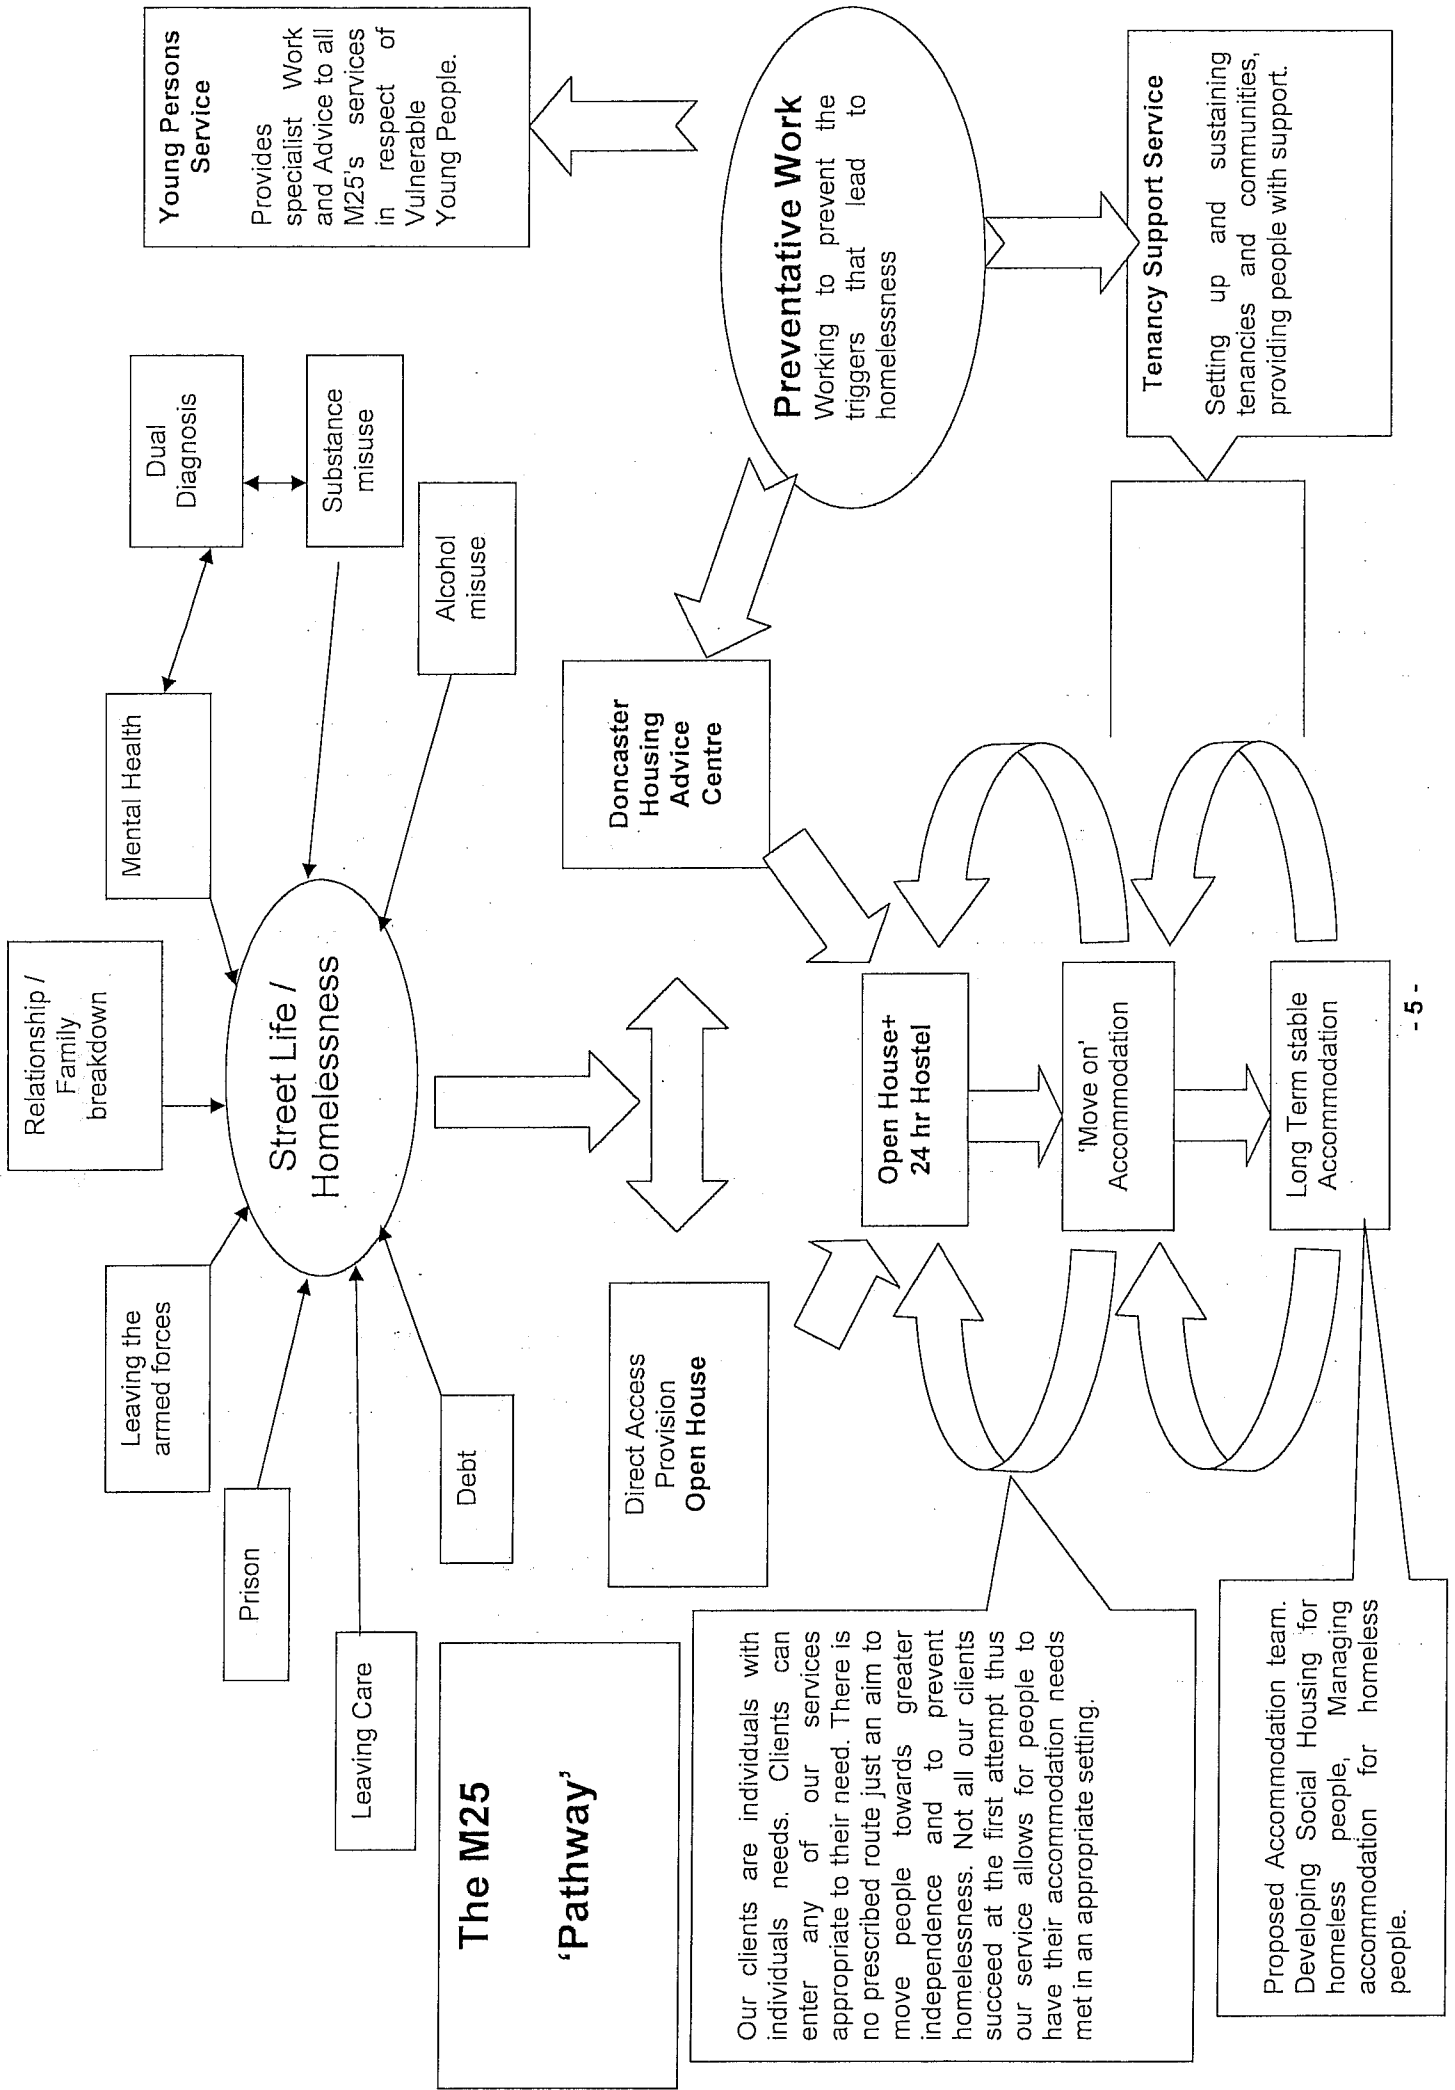 Relationship /
Family
breakdown
Leaving the
armed forces
Mental Health
Dual
Diagnosis
Young Persons
Service
Provides
specialist Work
and Advice to all
M25's services
in respect of
Vulnerable
Young People.
Prison
Street Life /
Homelessness
Substance
misuse
Leaving Care
Debt
Alcohol
misuse
The M25
'Pathway'
Direct Access
Provision
Open House
Doncaster
Housing
Advice
Centre
Preventative Work
Working to prevent the
triggers that lead to
homelessness
Our clients are individuals with
individuals needs. Clients can
enter any of our services
appropriate to their need. There is
no prescribed route just an aim to
move people towards greater
independence and to prevent
homelessness. Not all our clients
succeed at the first attempt thus
our service allows for people to
have their accommodation needs
met in an appropriate setting.
Open House+
24 hr Hostel
'Move on'
Accommodation
Long Term stable
Accommodation
Tenancy Support Service
Setting up and sustaining
tenancies and communities,
providing people with support.
Proposed Accommodation team.
Developing Social Housing for
homeless people, Managing
accommodation for homeless
people.
- 5 -